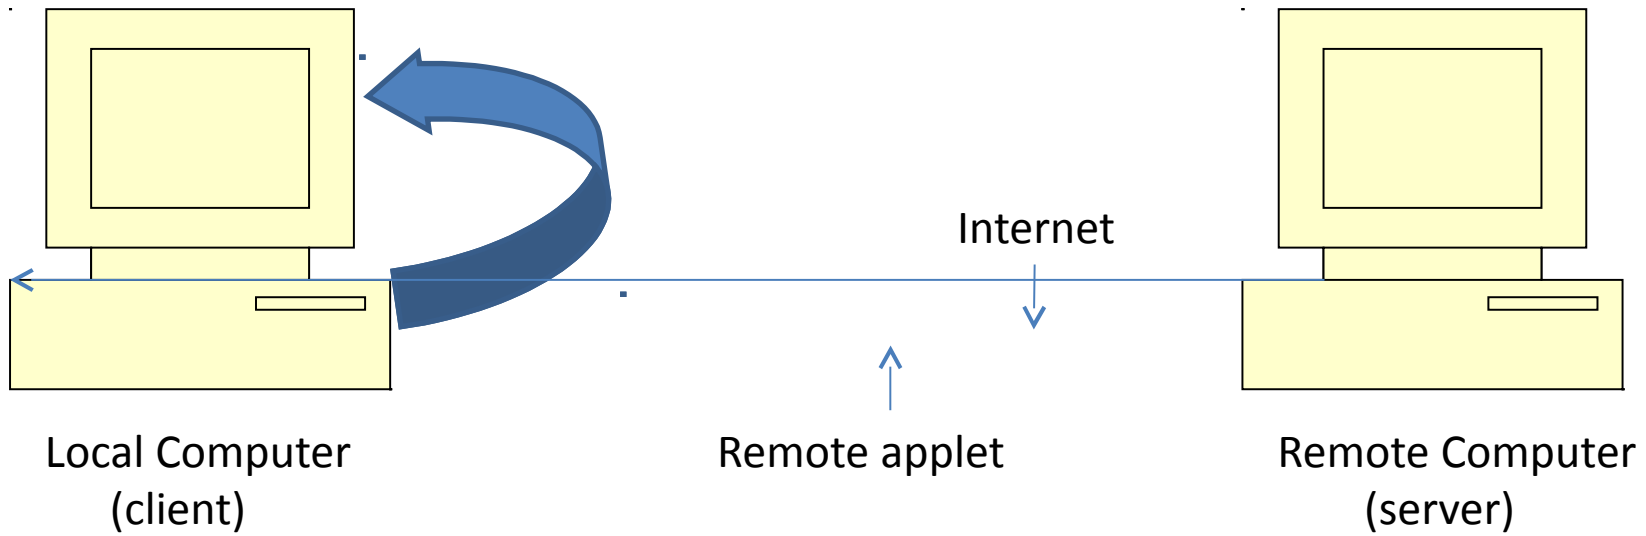 Internet
Local Computer
(client)
Remote applet
Remote Computer
(server)